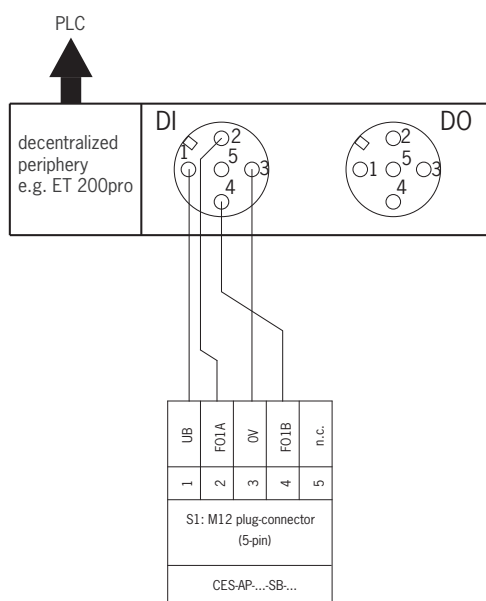 PLC
decentralized
periphery
e.g. ET 200pro
DI
2
1
5
3
4
DO
2
1
5
3
4
UB
FO1A
0V
FO1B
n.c.
1
2
3
4
5
S1: M12 plug-connector
(5-pin)
CES-AP-...-SB-...